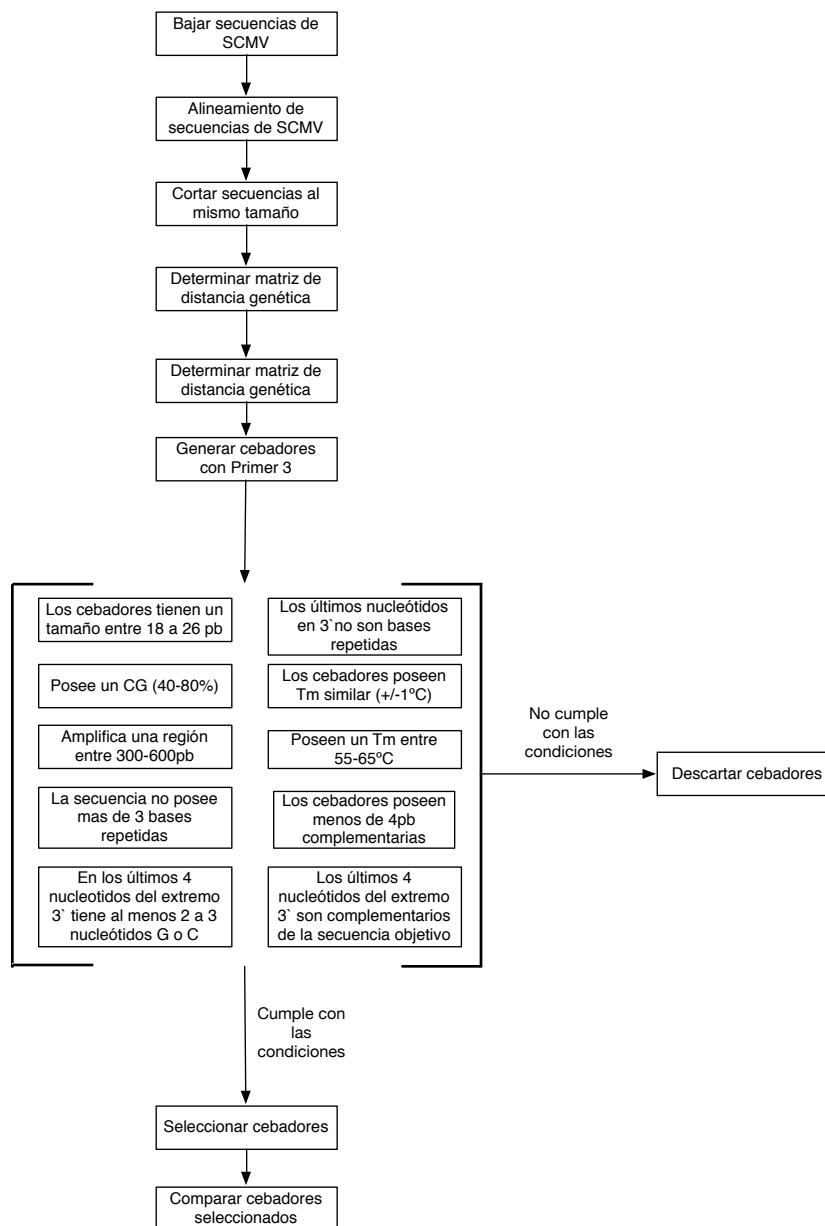 Bajar secuencias de
SCMV
Alineamiento de
secuencias de SCMV
Cortar secuencias al
mismo tamaño
Determinar matriz de
distancia genética
Determinar matriz de
distancia genética
Generar cebadores
con Primer 3
Los cebadores tienen un
tamaño entre 18 a 26 pb
Los últimos nucleótidos
en 3`no son bases
repetidas
Posee un CG (40-80%)
Los cebadores poseen
Tm similar (+/-1ºC)
Amplifica una región
entre 300-600pb
Poseen un Tm entre
55-65ºC
La secuencia no posee
mas de 3 bases
repetidas
Los cebadores poseen
menos de 4pb
complementarias
En los últimos 4
nucleotidos del extremo
3` tiene al menos 2 a 3
nucleótidos G o C
Los últimos 4
nucleótidos del extremo
3` son complementarios
de la secuencia objetivo
No cumple
con las
condiciones
Descartar cebadores
Cumple con
las
condiciones
Seleccionar cebadores
Comparar cebadores
seleccionados